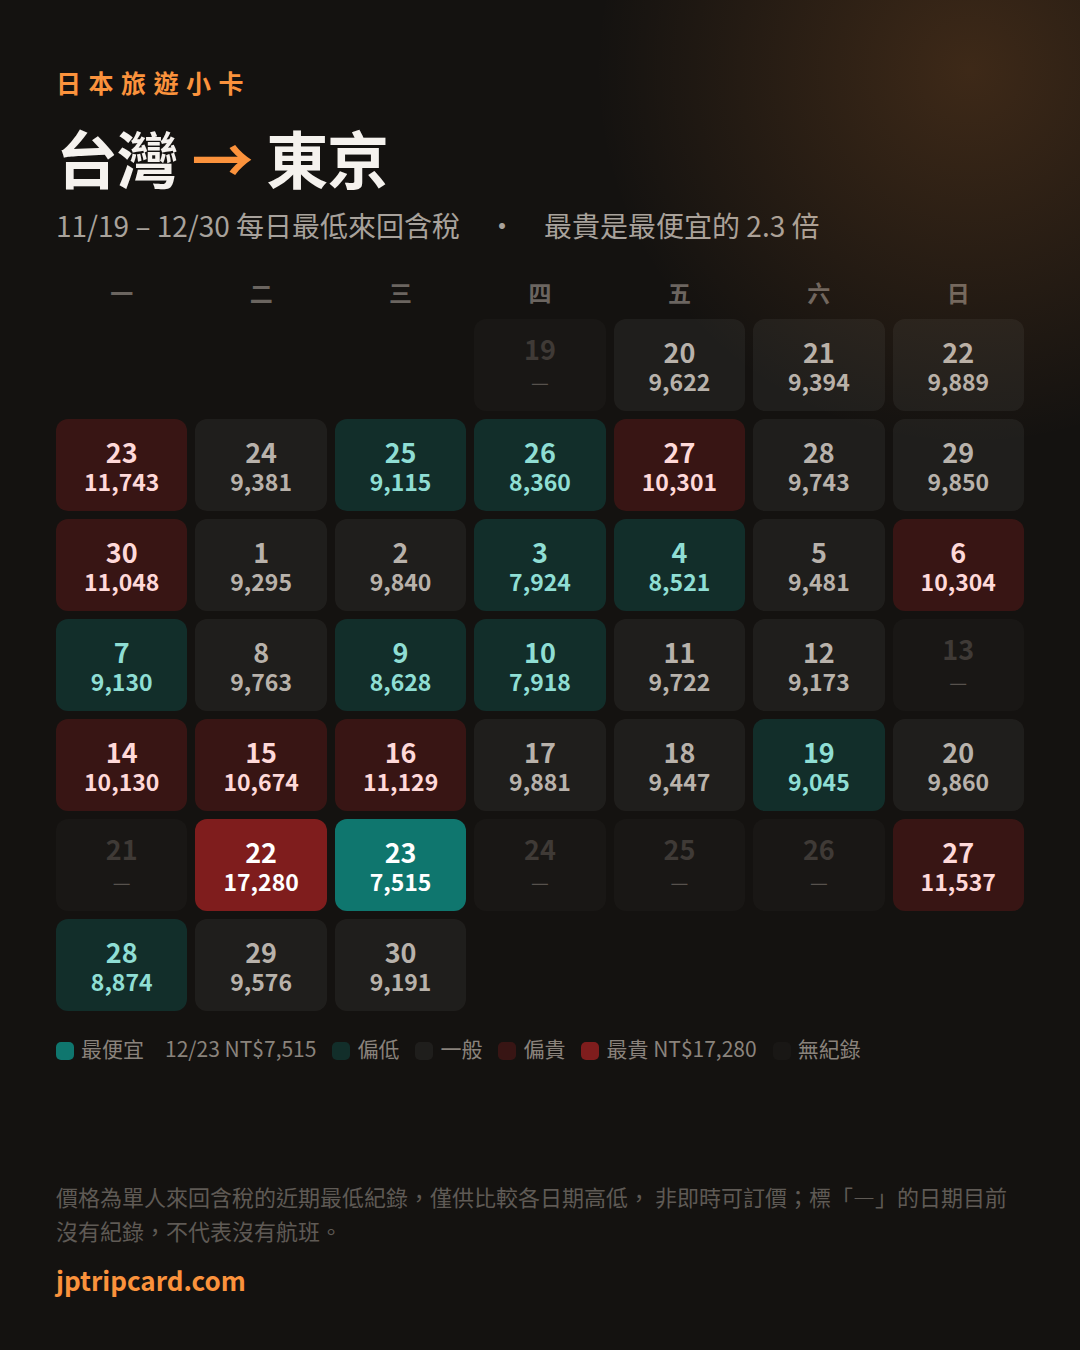 日本旅遊小卡
台灣 → 東京
11/19 – 12/30 每日最低來回含稅 ・ 最貴是最便宜的 2.3 倍
一 二 三 四 五 六 日
19 20 21 22
— 9,622 9,394 9,889
23 24 25 26 27 28 29
11,743 9,381 9,115 8,360 10,301 9,743 9,850
30 1 2 3 4 5 6
11,048 9,295 9,840 7,924 8,521 9,481 10,304
7 8 9 10 11 12 13
9,130 9,763 8,628 7,918 9,722 9,173 —
14 15 16 17 18 19 20
10,130 10,674 11,129 9,881 9,447 9,045 9,860
21 22 23 24 25 26 27
— 17,280 7,515 — — — 11,537
28 29 30
8,874 9,576 9,191
最便宜 12/23 NT$7,515 偏低 一般 偏貴 最貴 NT$17,280 無紀錄
價格為單人來回含稅的近期最低紀錄，僅供比較各日期高低， 非即時可訂價；標「—」的日期目前
沒有紀錄，不代表沒有航班。
jptripcard.com